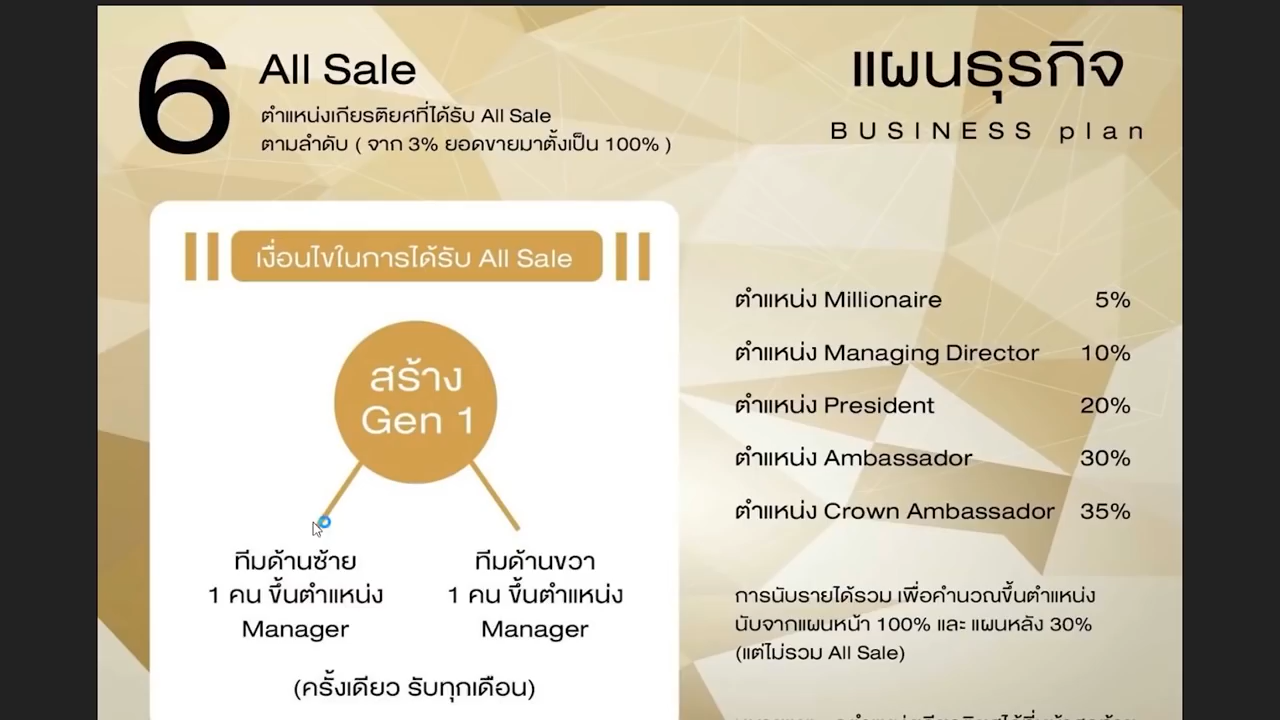 6
All Sale
ตำแหน่งเกียรติยศที่ได้รับ All Sale
ตามลำดับ ( จาก 3% ยอดขายมาตั้งเป็น 100% )
แผนธุรกิจ
BUSINESS plan
เงื่อนไขในการได้รับ All Sale
สร้าง
Gen 1
ทีมด้านซ้าย
1 คน ขึ้นตำแหน่ง
Manager
ทีมด้านขวา
1 คน ขึ้นตำแหน่ง
Manager
(ครั้งเดียว รับทุกเดือน)
ตำแหน่ง Millionaire 5%
ตำแหน่ง Managing Director 10%
ตำแหน่ง President 20%
ตำแหน่ง Ambassador 30%
ตำแหน่ง Crown Ambassador 35%
การนับรายได้รวม เพื่อคำนวณขึ้นตำแหน่ง
นับจากแผนหน้า 100% และ แผนหลัง 30%
(แต่ไม่รวม All Sale)